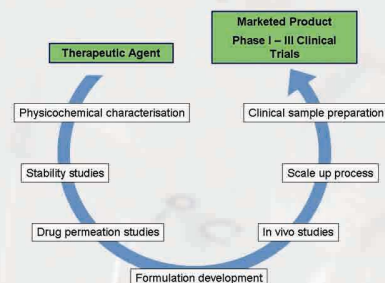 Therapeutic Agent
Marketed Product
Phase I – III Clinical
Trials
Physicochemical characterisation
Clinical sample preparation
Stability studies
Scale up process
Drug permeation studies
In vivo studies
Formulation development